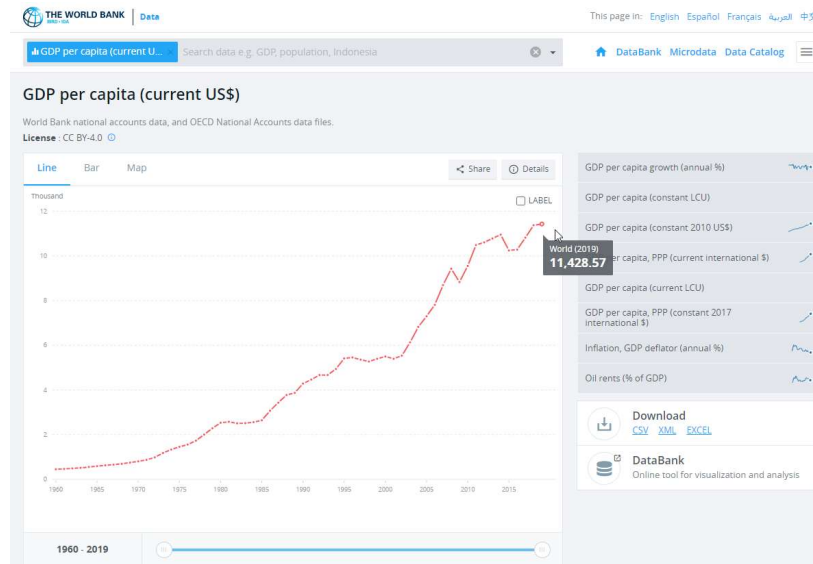 THE WORLD BANK Data
IBRD • IDA
This page in: English Español Français العربية
GDP per capita (current U...
Search data e.g. GDP, population, Indonesia
DataBank Microdata Data Catalog
GDP per capita (current US$)
World Bank national accounts data, and OECD National Accounts data files.
License : CC BY-4.0
Line Bar Map
Share Details
Thousand
LABEL
12
10
8
6
4
2
0
1960 1965 1970 1975 1980 1985 1990 1995 2000 2005 2010 2015
World (2019)
11,428.57
1960 - 2019
GDP per capita growth (annual %)
GDP per capita (constant LCU)
GDP per capita (constant 2010 US$)
er capita, PPP (current international $)
GDP per capita (current LCU)
GDP per capita, PPP (constant 2017
international $)
Inflation, GDP deflator (annual %)
Oil rents (% of GDP)
Download
CSV XML EXCEL
DataBank
Online tool for visualization and analysis